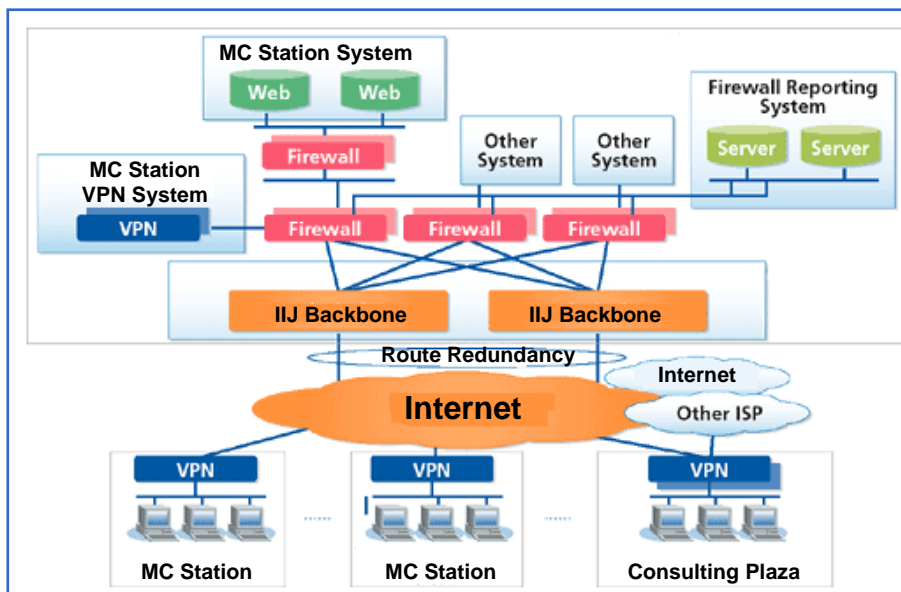 MC Station System
Web
Web
Firewall Reporting
System
Other
System
Other
System
Server
Server
Firewall
MC Station
VPN System
VPN
Firewall
Firewall
Firewall
IIJ Backbone
IIJ Backbone
Route Redundancy
Internet
Internet
Other ISP
VPN
VPN
VPN
MC Station
MC Station
Consulting Plaza